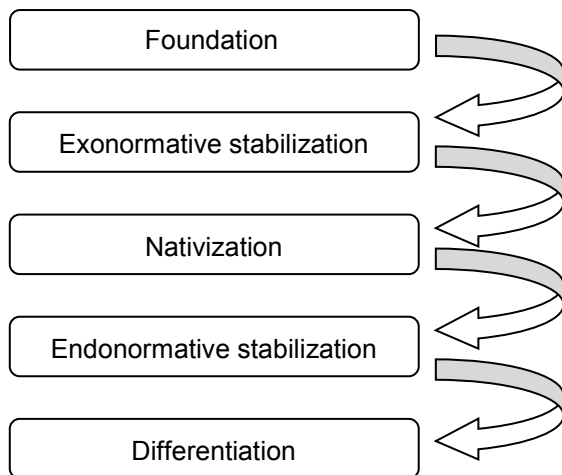 Foundation
Exonormative stabilization
Nativization
Endonormative stabilization
Differentiation